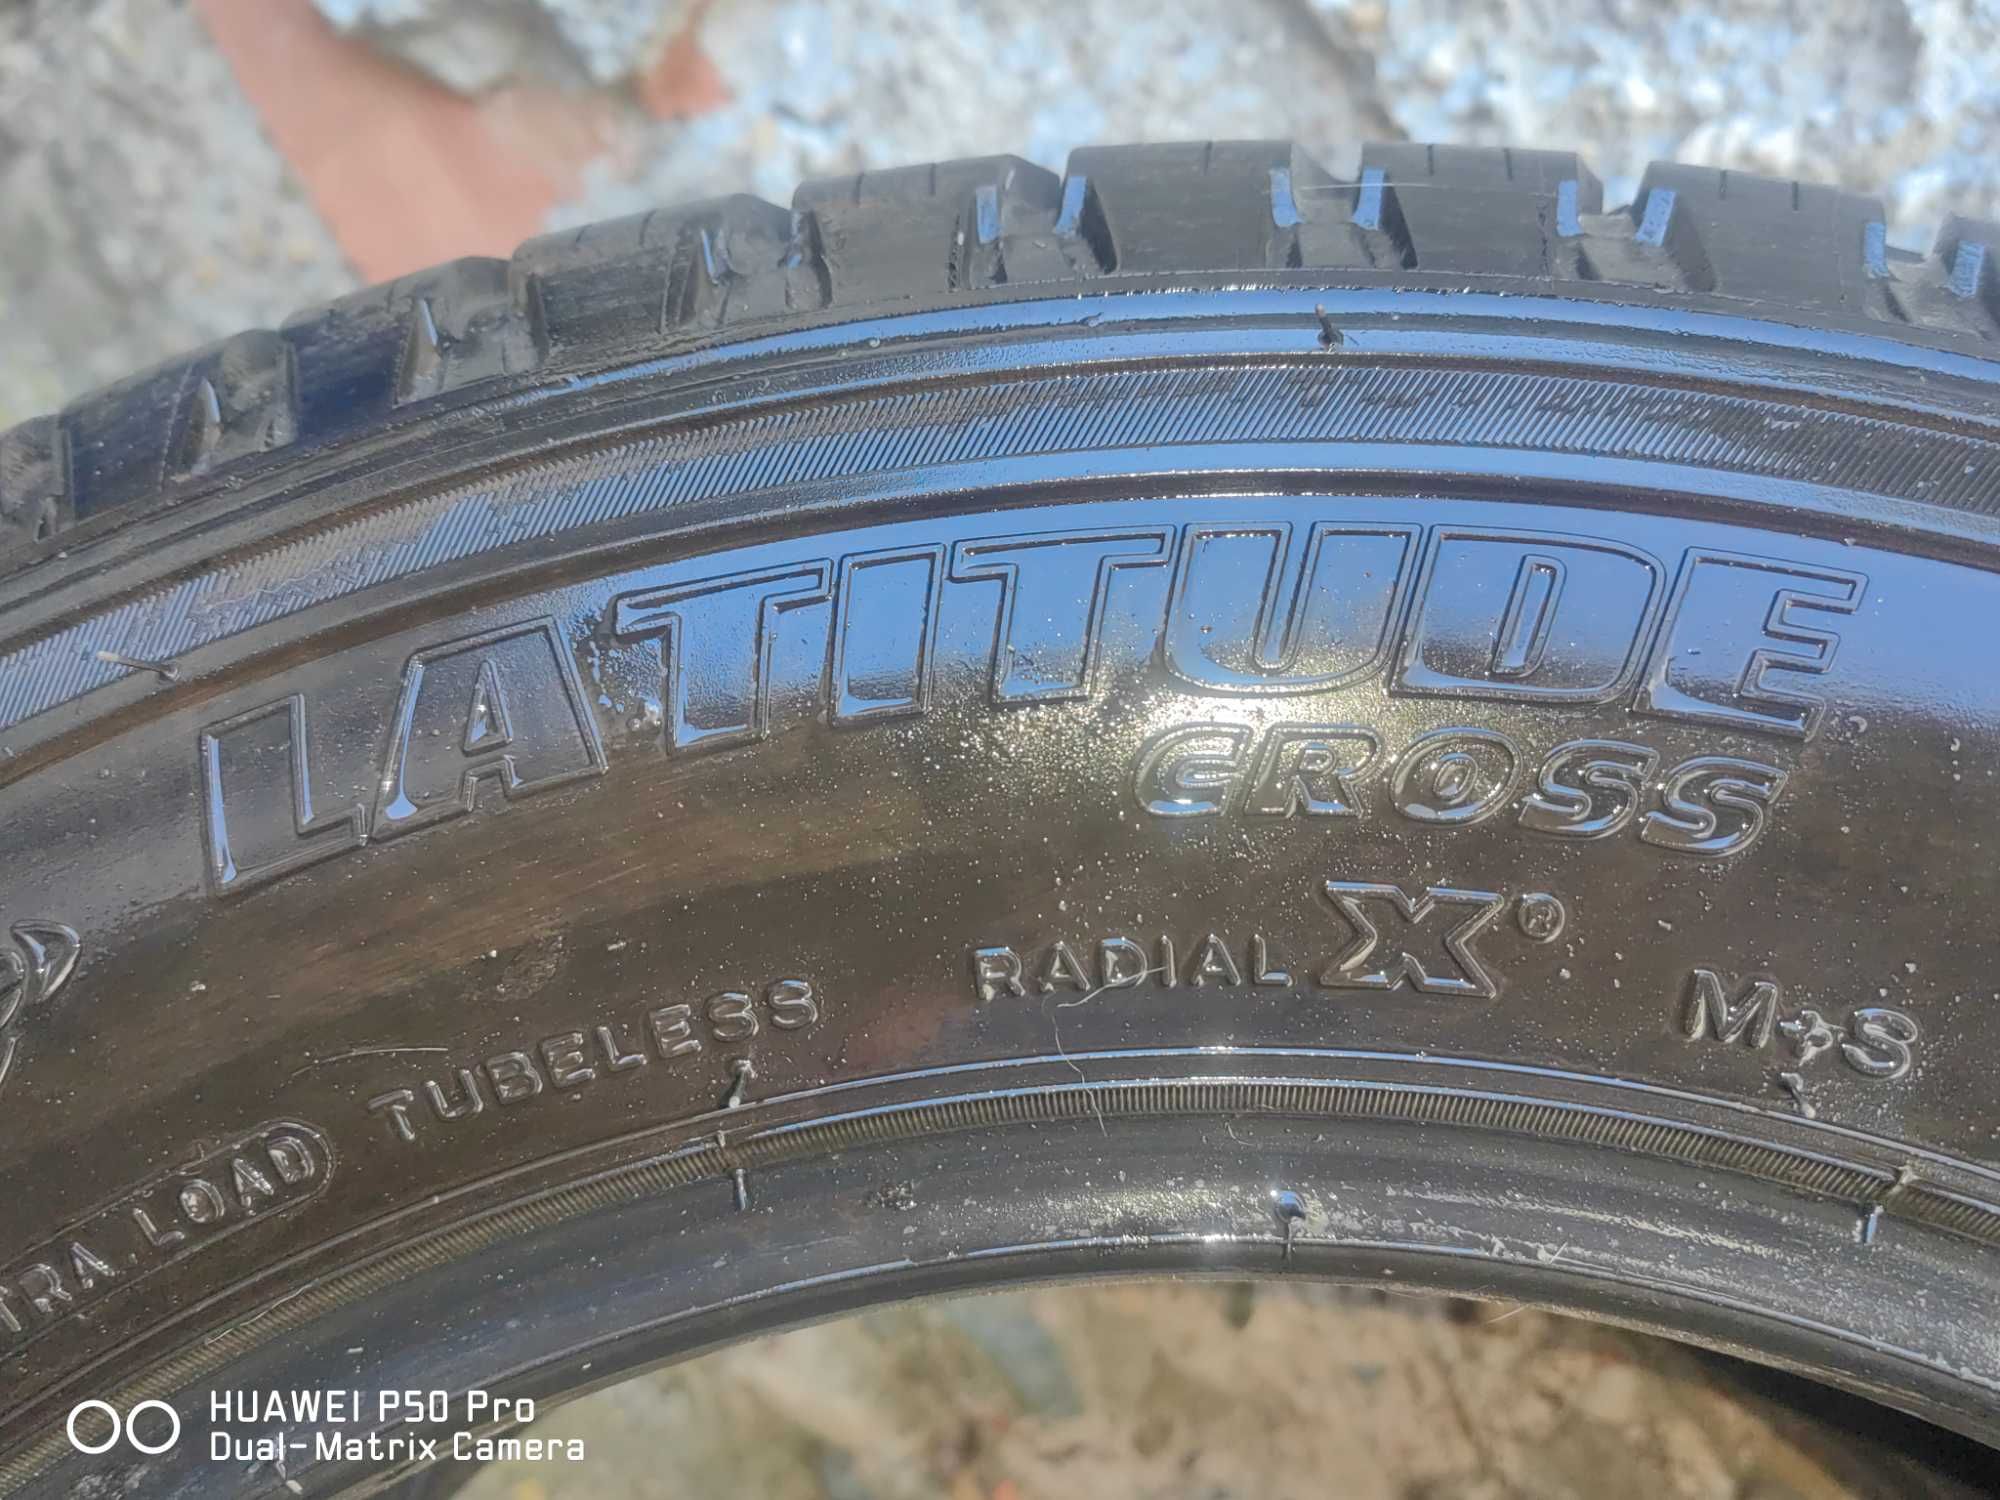 LATITUDE
CROSS
RADIAL X®
M+S
TUBELESS
TRA LOAD
HUAWEI P50 Pro
Dual-Matrix Camera